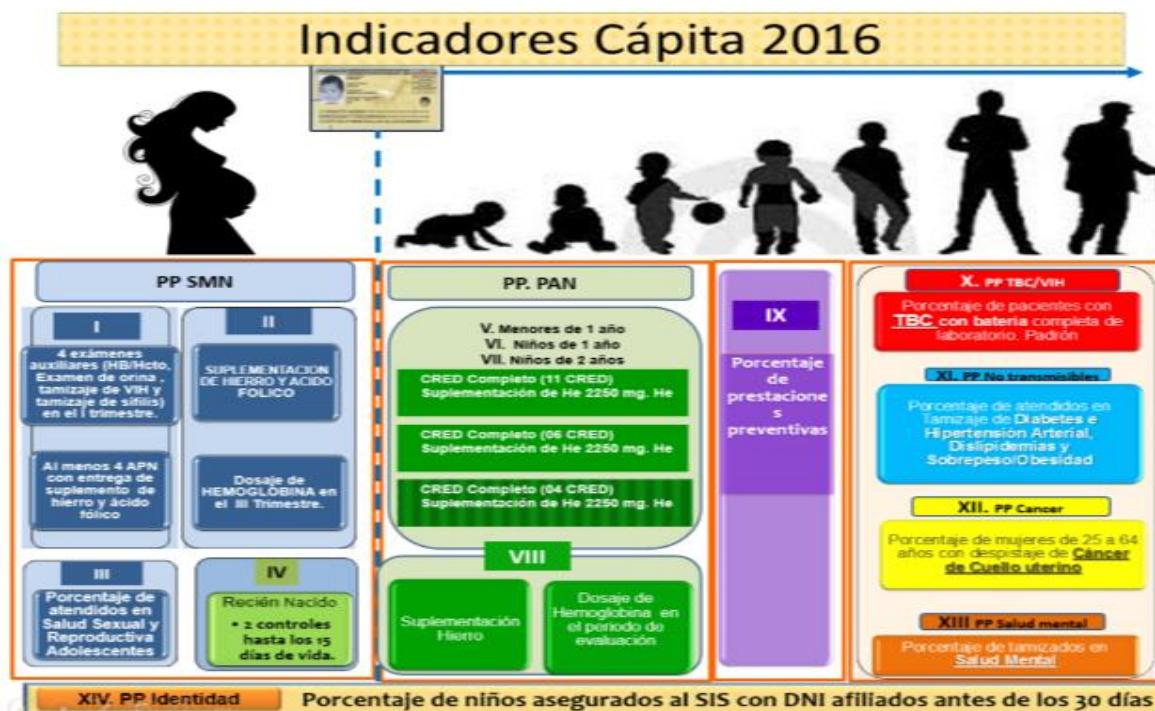 Indicadores Cápita 2016
PP SMN
I
4 exámenes
auxiliares (HB/Hcto,
Examen de orina ,
tamizaje de VIH y
tamizaje de sífilis)
en el I trimestre.
Al menos 4 APN
con entrega de
suplemento de
hierro y ácido
fólico
II
SUPLEMENTACION
DE HIERRO Y ACIDO
FOLICO
Dosaje de
HEMOGLOBINA en
el III Trimestre.
III
Porcentaje de
atendidos en
Salud Sexual y
Reproductiva
Adolescentes
IV
Recién Nacido
• 2 controles
hasta los 15
días de vida.
PP. PAN
V. Menores de 1 año
VI. Niños de 1 año
VII. Niños de 2 años
CRED Completo (11 CRED)
Suplementación de He 2250 mg. He
CRED Completo (06 CRED)
Suplementación de He 2250 mg. He
CRED Completo (04 CRED)
Suplementación de He 2250 mg. He
VIII
Suplementación
Hierro
Dosaje de
Hemoglobina en
el periodo de
evaluación
IX
Porcentaje
de
prestacione
s
preventivas
X. PP TBC/VIH
Porcentaje de pacientes con
TBC con bateria completa de
laboratorio. Padrón
XI. PP No transmisibles
Porcentaje de atendidos en
Tamizaje de Diabetes e
Hipertensión Arterial,
Dislipidemias y
Sobrepeso/Obesidad
XII. PP Cancer
Porcentaje de mujeres de 25 a 64
años con despistaje de Cáncer
de Cuello uterino
XIII PP Salud mental
Porcentaje de tamizados en
Salud Mental
XIV. PP Identidad
Porcentaje de niños asegurados al SIS con DNI afiliados antes de los 30 días